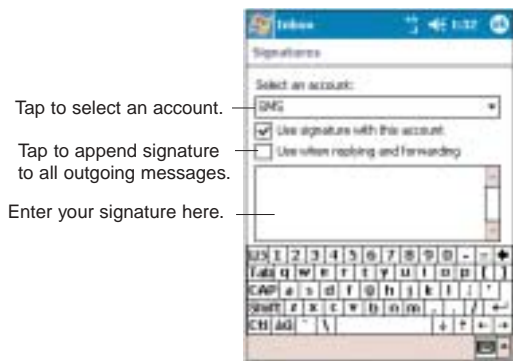 Inbox 1:32 ok
Signatures
Select an account:
Tap to select an account.
SMS
Use signature with this account
Tap to append signature
to all outgoing messages.
Use when replying and forwarding
Enter your signature here.
123 1 2 3 4 5 6 7 8 9 0 - =
Tab q w e r t y u i o p [ ]
CAP a s d f g h j k l ; '
Shift z x c v b n m , . /
Ctl áü ` \